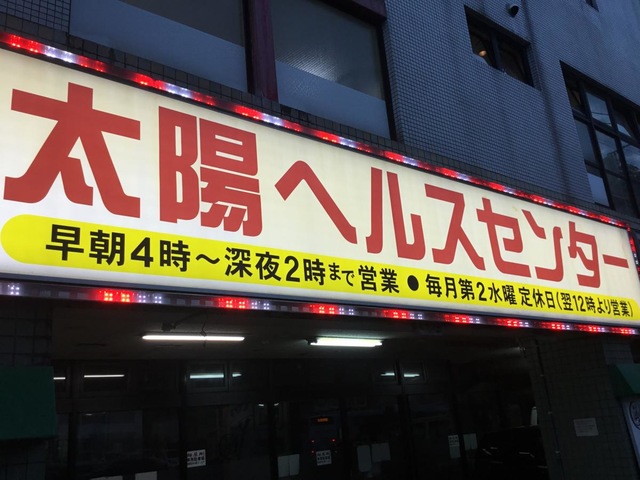 太陽ヘルスセンター
早朝4時～深夜2時まで営業 ● 毎月第2水曜 定休日(翌12時より営業)